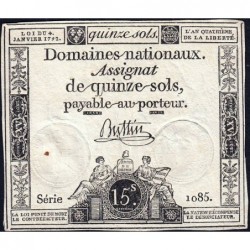 LOI DU 4. JANVIER 1792.
quinze-sols.
L'AN QUATRIÈME DE LA LIBERTÉ.
Domaines-nationaux.
Assignat
de-quinze-sols,
payable-au-porteur.
Buttin
Série
15.S
1085.
LA LOI PUNIT DE MORT LE CONTREFACTEUR.
LA NATION RÉCOMPENSE LE DÉNONCIATEUR.